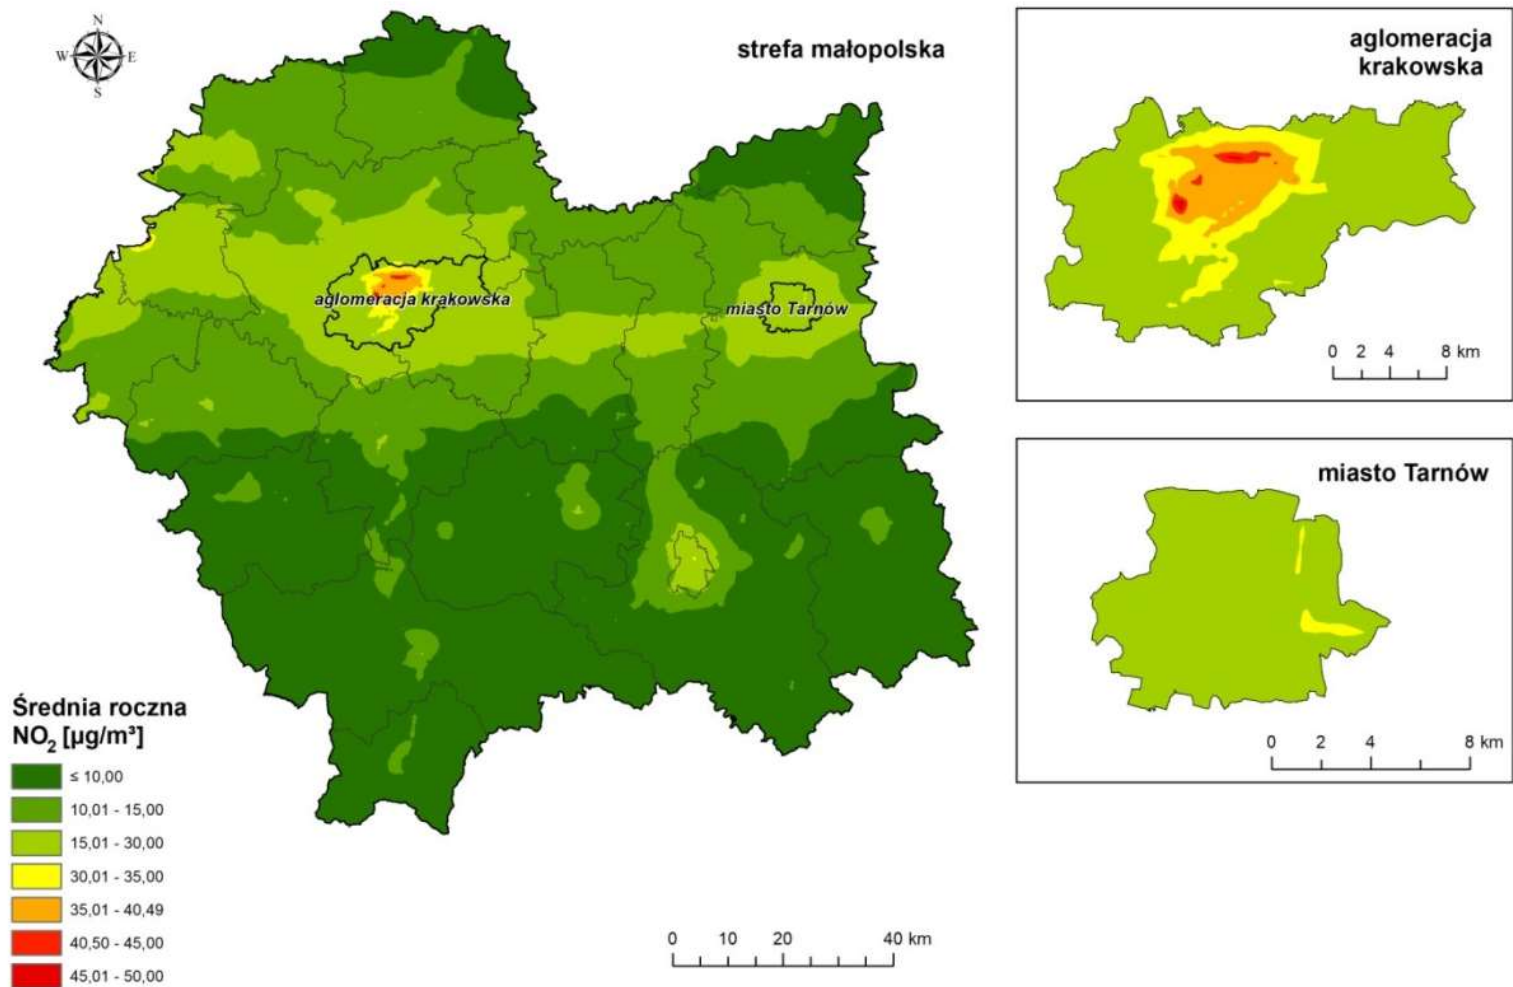 N
W E
S
strefa małopolska
aglomeracja krakowska
miasto Tarnów
Średnia roczna
NO₂ [µg/m³]
≤ 10,00
10,01 - 15,00
15,01 - 30,00
30,01 - 35,00
35,01 - 40,49
40,50 - 45,00
45,01 - 50,00
0 10 20 40 km
aglomeracja
krakowska
0 2 4 8 km
miasto Tarnów
0 2 4 8 km